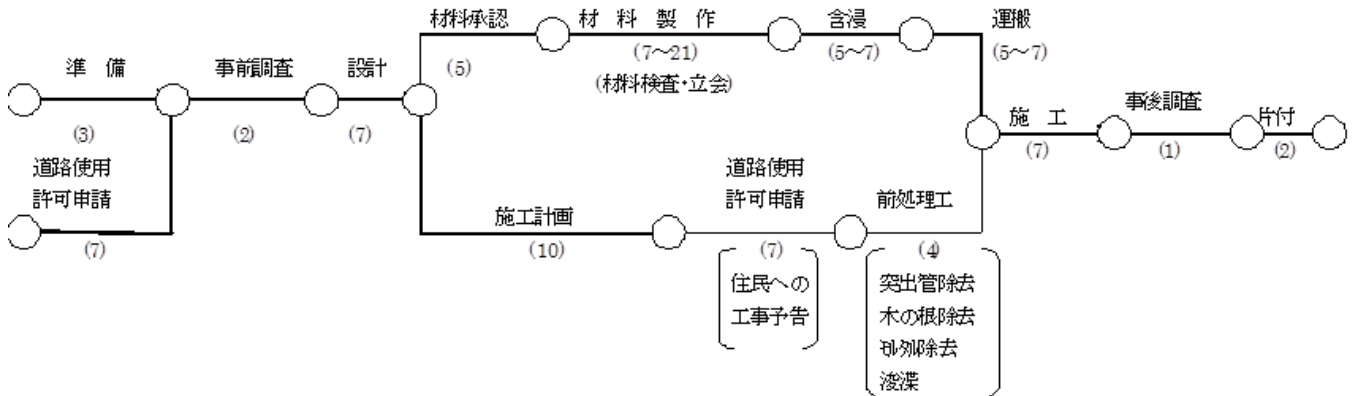 材料承認 材料製作 含浸 運搬
(5) (7～21) (5～7) (5～7)
(材料検査・立会)
準備 事前調査 設計
(3) (2) (7)
施工 事後調査 片付
(7) (1) (2)
道路使用
許可申請
(7)
施工計画
(10)
道路使用
許可申請
(7)
住民への
工事予告
前処理工
(4)
突出管除去
木の根除去
ﾓﾙﾀﾙ除去
浚渫